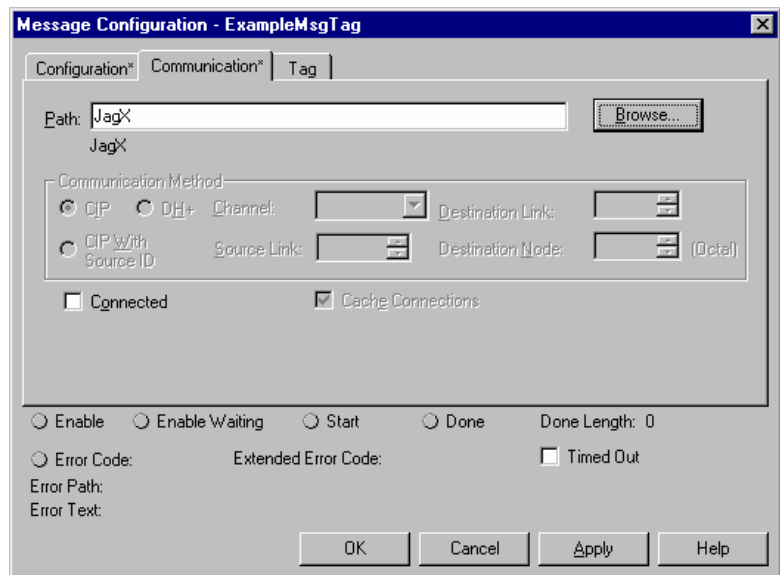 Message Configuration - ExampleMsgTag
Configuration* Communication* Tag
Path: JagX Browse...
JagX
Communication Method
CIP DH+ Channel: Destination Link:
CIP With Source ID Source Link: Destination Node: (Octal)
Connected Cache Connections
Enable Enable Waiting Start Done Done Length: 0
Error Code: Extended Error Code: Timed Out
Error Path:
Error Text:
OK Cancel Apply Help